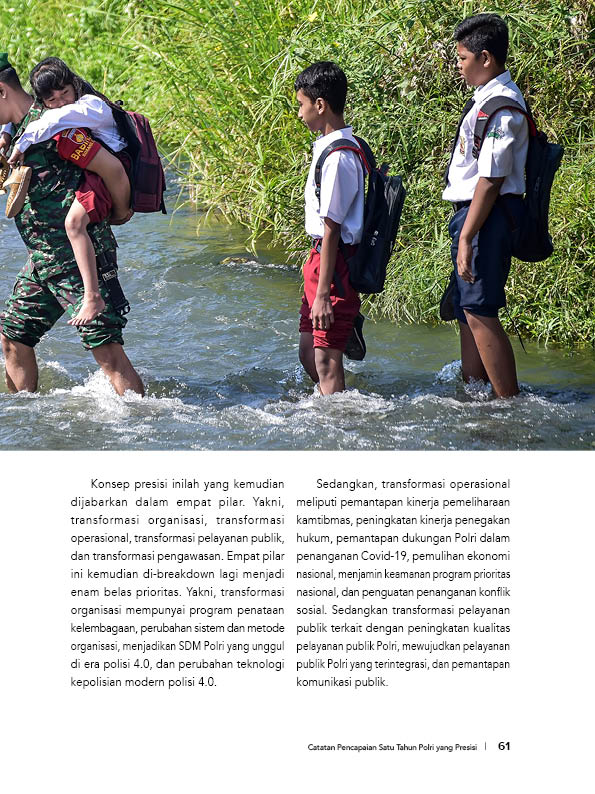 BABIN
Konsep presisi inilah yang kemudian
dijabarkan dalam empat pilar. Yakni,
transformasi organisasi, transformasi
operasional, transformasi pelayanan publik,
dan transformasi pengawasan. Empat pilar
ini kemudian di-breakdown lagi menjadi
enam belas prioritas. Yakni, transformasi
organisasi mempunyai program penataan
kelembagaan, perubahan sistem dan metode
organisasi, menjadikan SDM Polri yang unggul
di era polisi 4.0, dan perubahan teknologi
kepolisian modern polisi 4.0.
Sedangkan, transformasi operasional
meliputi pemantapan kinerja pemeliharaan
kamtibmas, peningkatan kinerja penegakan
hukum, pemantapan dukungan Polri dalam
penanganan Covid-19, pemulihan ekonomi
nasional, menjamin keamanan program prioritas
nasional, dan penguatan penanganan konflik
sosial. Sedangkan transformasi pelayanan
publik terkait dengan peningkatan kualitas
pelayanan publik Polri, mewujudkan pelayanan
publik Polri yang terintegrasi, dan pemantapan
komunikasi publik.
Catatan Pencapaian Satu Tahun Polri yang Presisi | 61